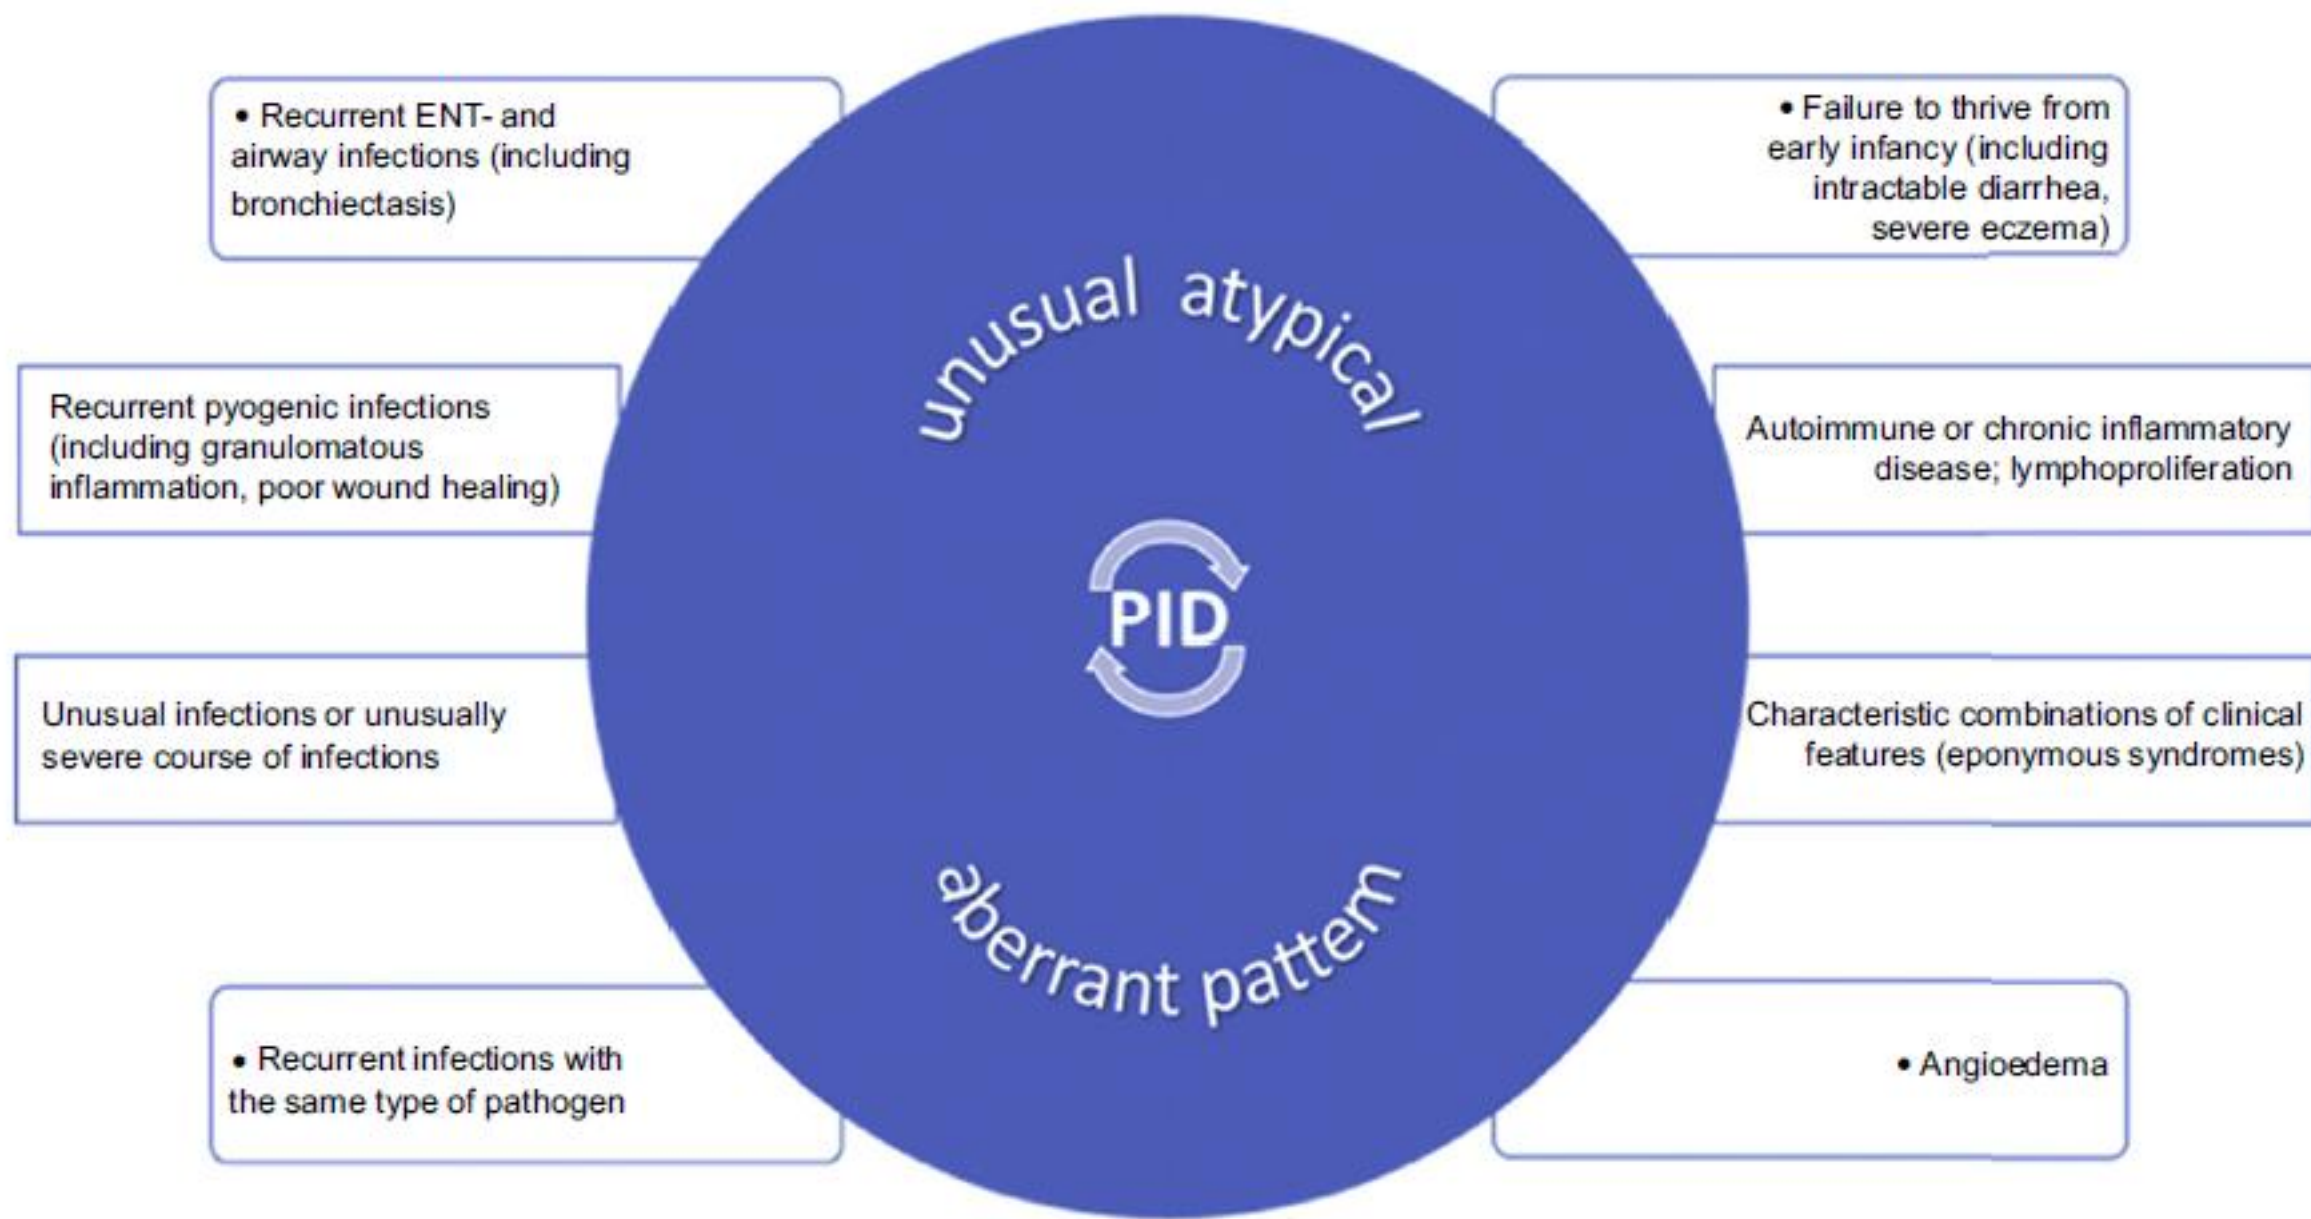 • Recurrent ENT- and
airway infections (including
bronchiectasis)
Recurrent pyogenic infections
(including granulomatous
inflammation, poor wound healing)
Unusual infections or unusually
severe course of infections
• Recurrent infections with
the same type of pathogen
unusual atypical
PID
aberrant pattern
• Failure to thrive from
early infancy (including
intractable diarrhea,
severe eczema)
Autoimmune or chronic inflammatory
disease; lymphoproliferation
Characteristic combinations of clinical
features (eponymous syndromes)
• Angioedema